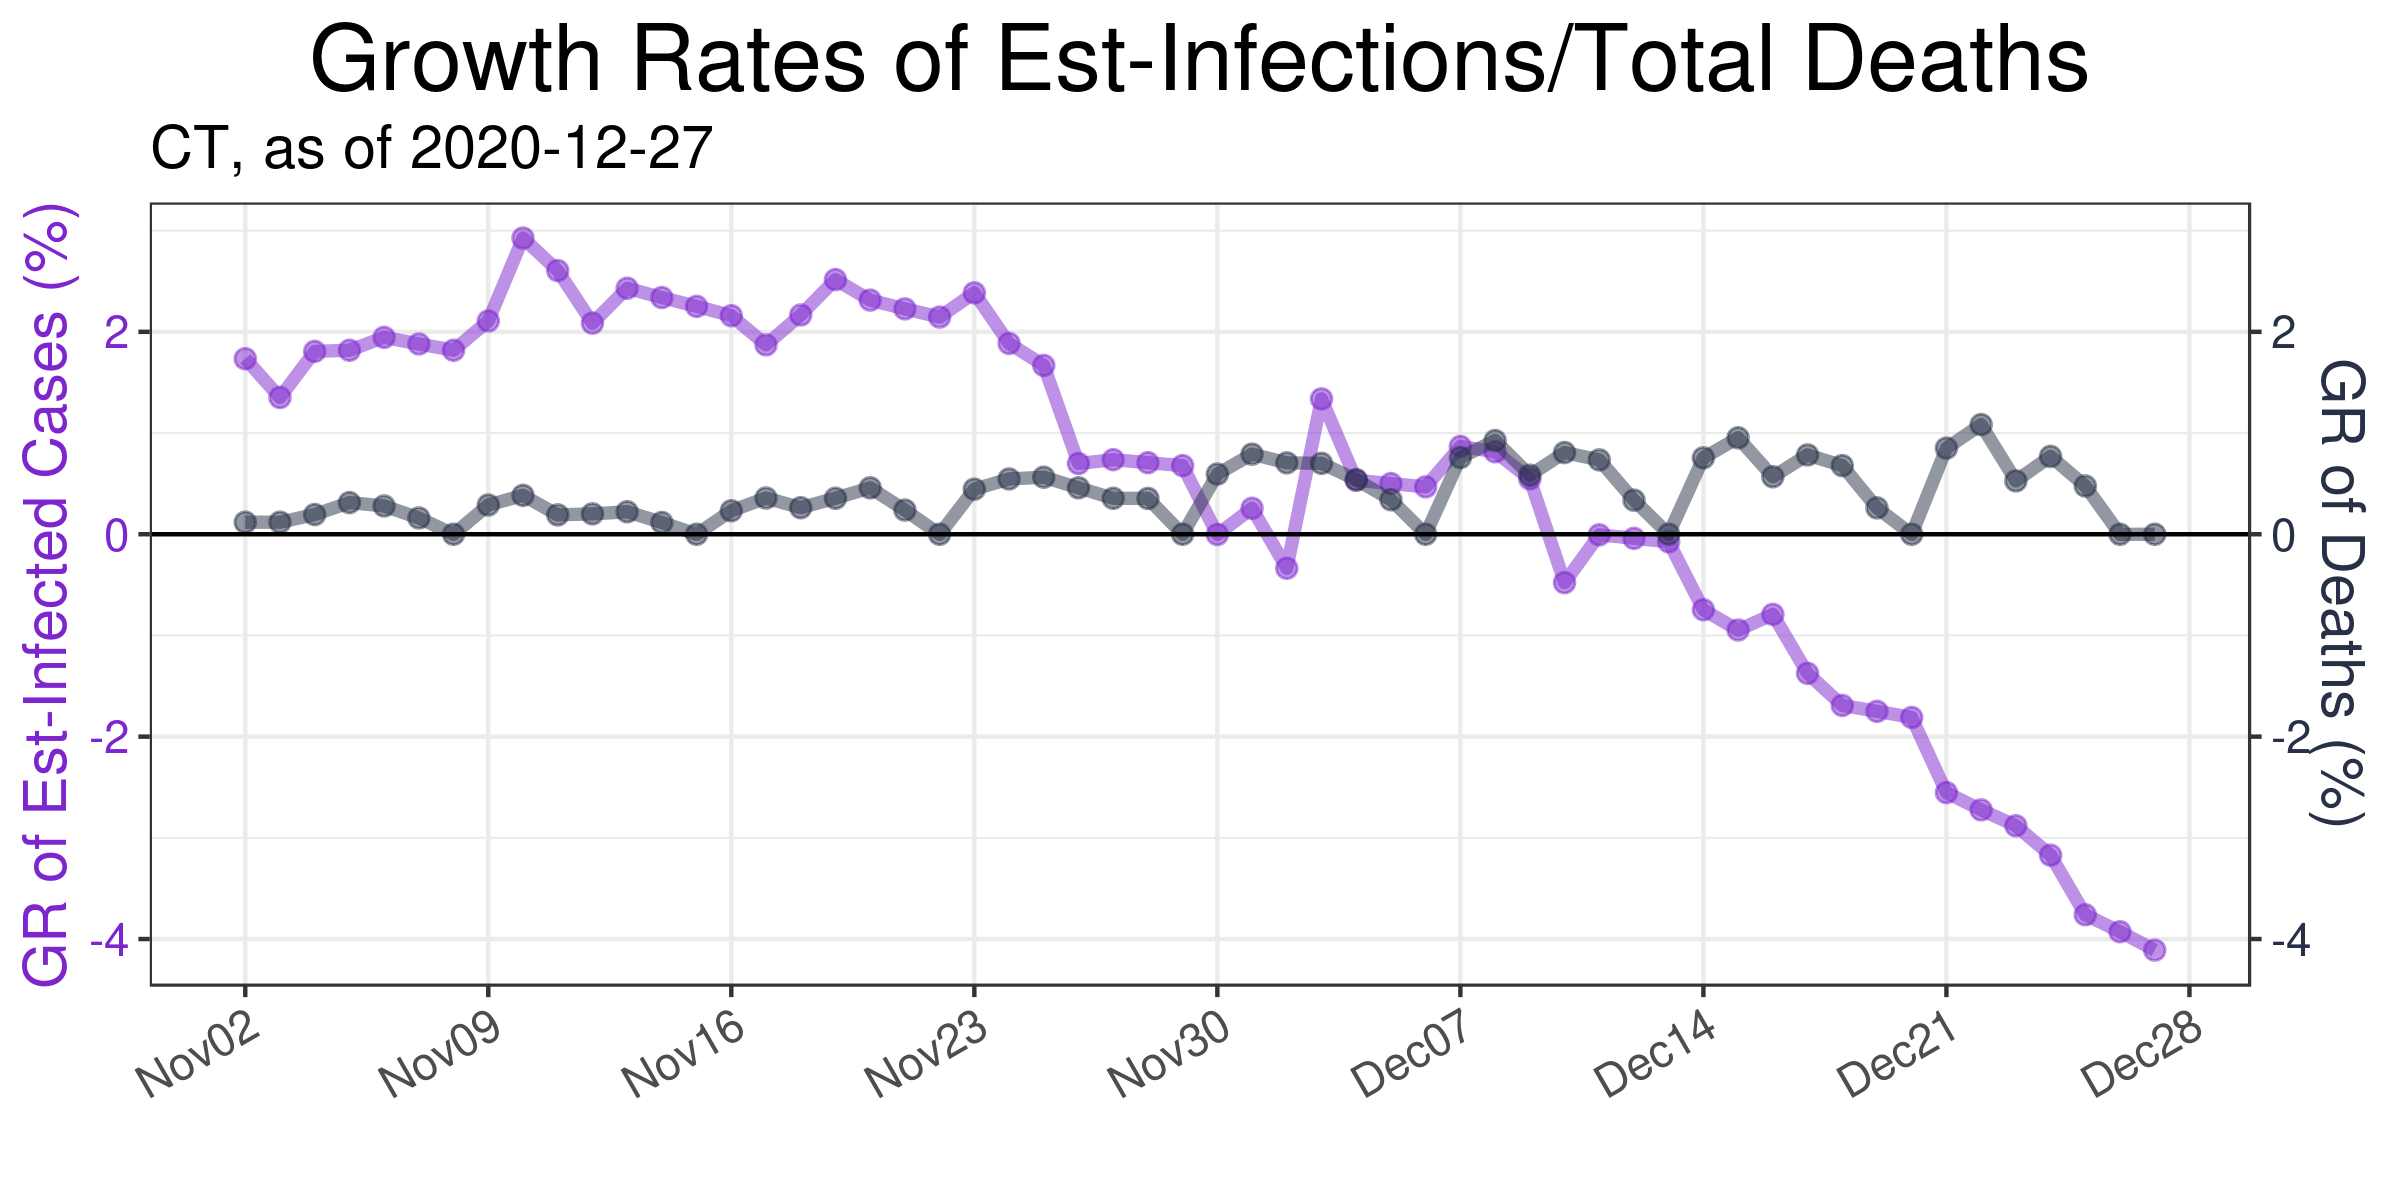 Growth Rates of Est-Infections/Total Deaths
CT, as of 2020-12-27
GR of Est-Infected Cases (%)
2
0
-2
-4
2
0
-2
-4
GR of Deaths (%)
Nov02
Nov09
Nov16
Nov23
Nov30
Dec07
Dec14
Dec21
Dec28